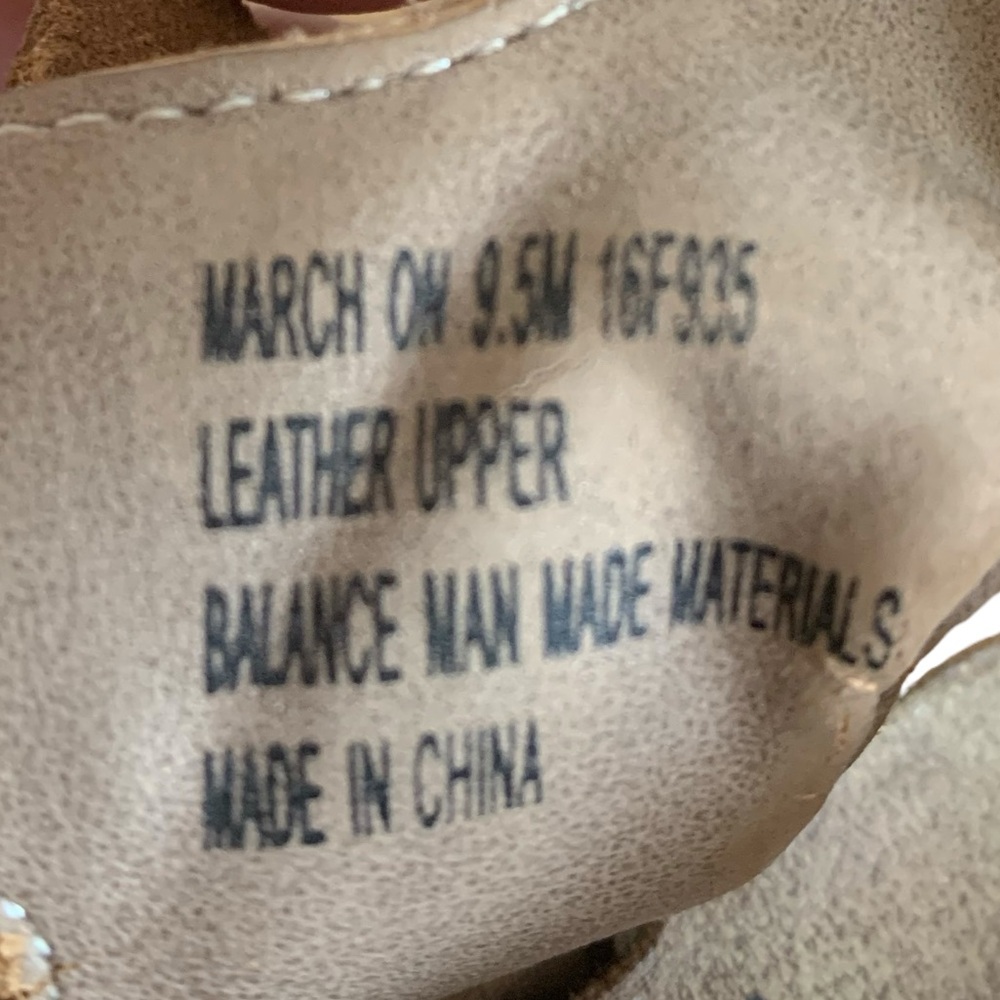 MARCH ON 9.5M 16F935
LEATHER UPPER
BALANCE MAN MADE MATERIALS.
MADE IN CHINA